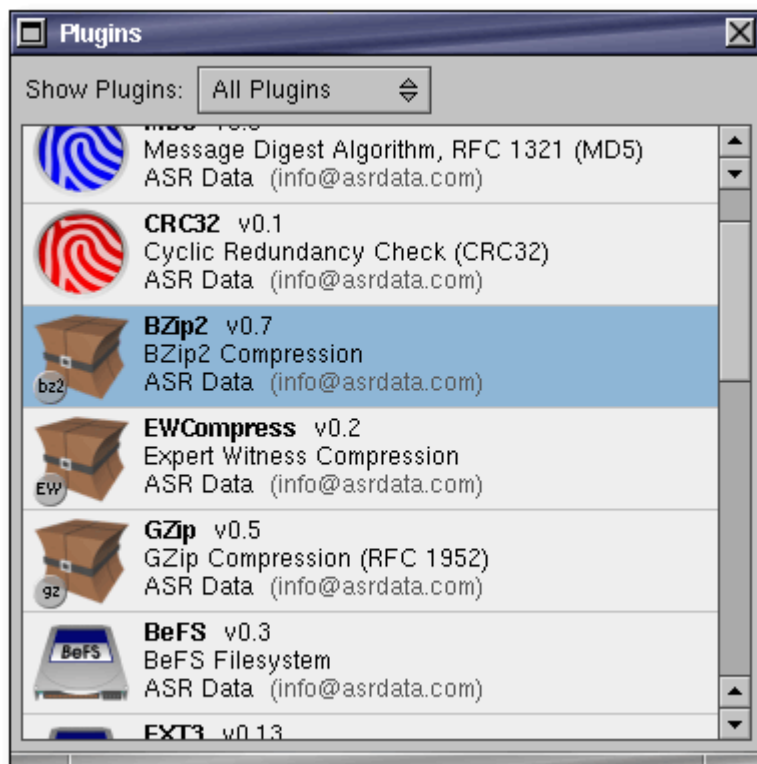 Plugins
Show Plugins: All Plugins
Message Digest Algorithm, RFC 1321 (MD5)
ASR Data (info@asrdata.com)
CRC32 v0.1
Cyclic Redundancy Check (CRC32)
ASR Data (info@asrdata.com)
BZip2 v0.7
BZip2 Compression
ASR Data (info@asrdata.com)
bz2
EWCompress v0.2
Expert Witness Compression
ASR Data (info@asrdata.com)
EW
GZip v0.5
GZip Compression (RFC 1952)
ASR Data (info@asrdata.com)
gz
BeFS v0.3
BeFS
BeFS Filesystem
ASR Data (info@asrdata.com)
EXT3 v0.13